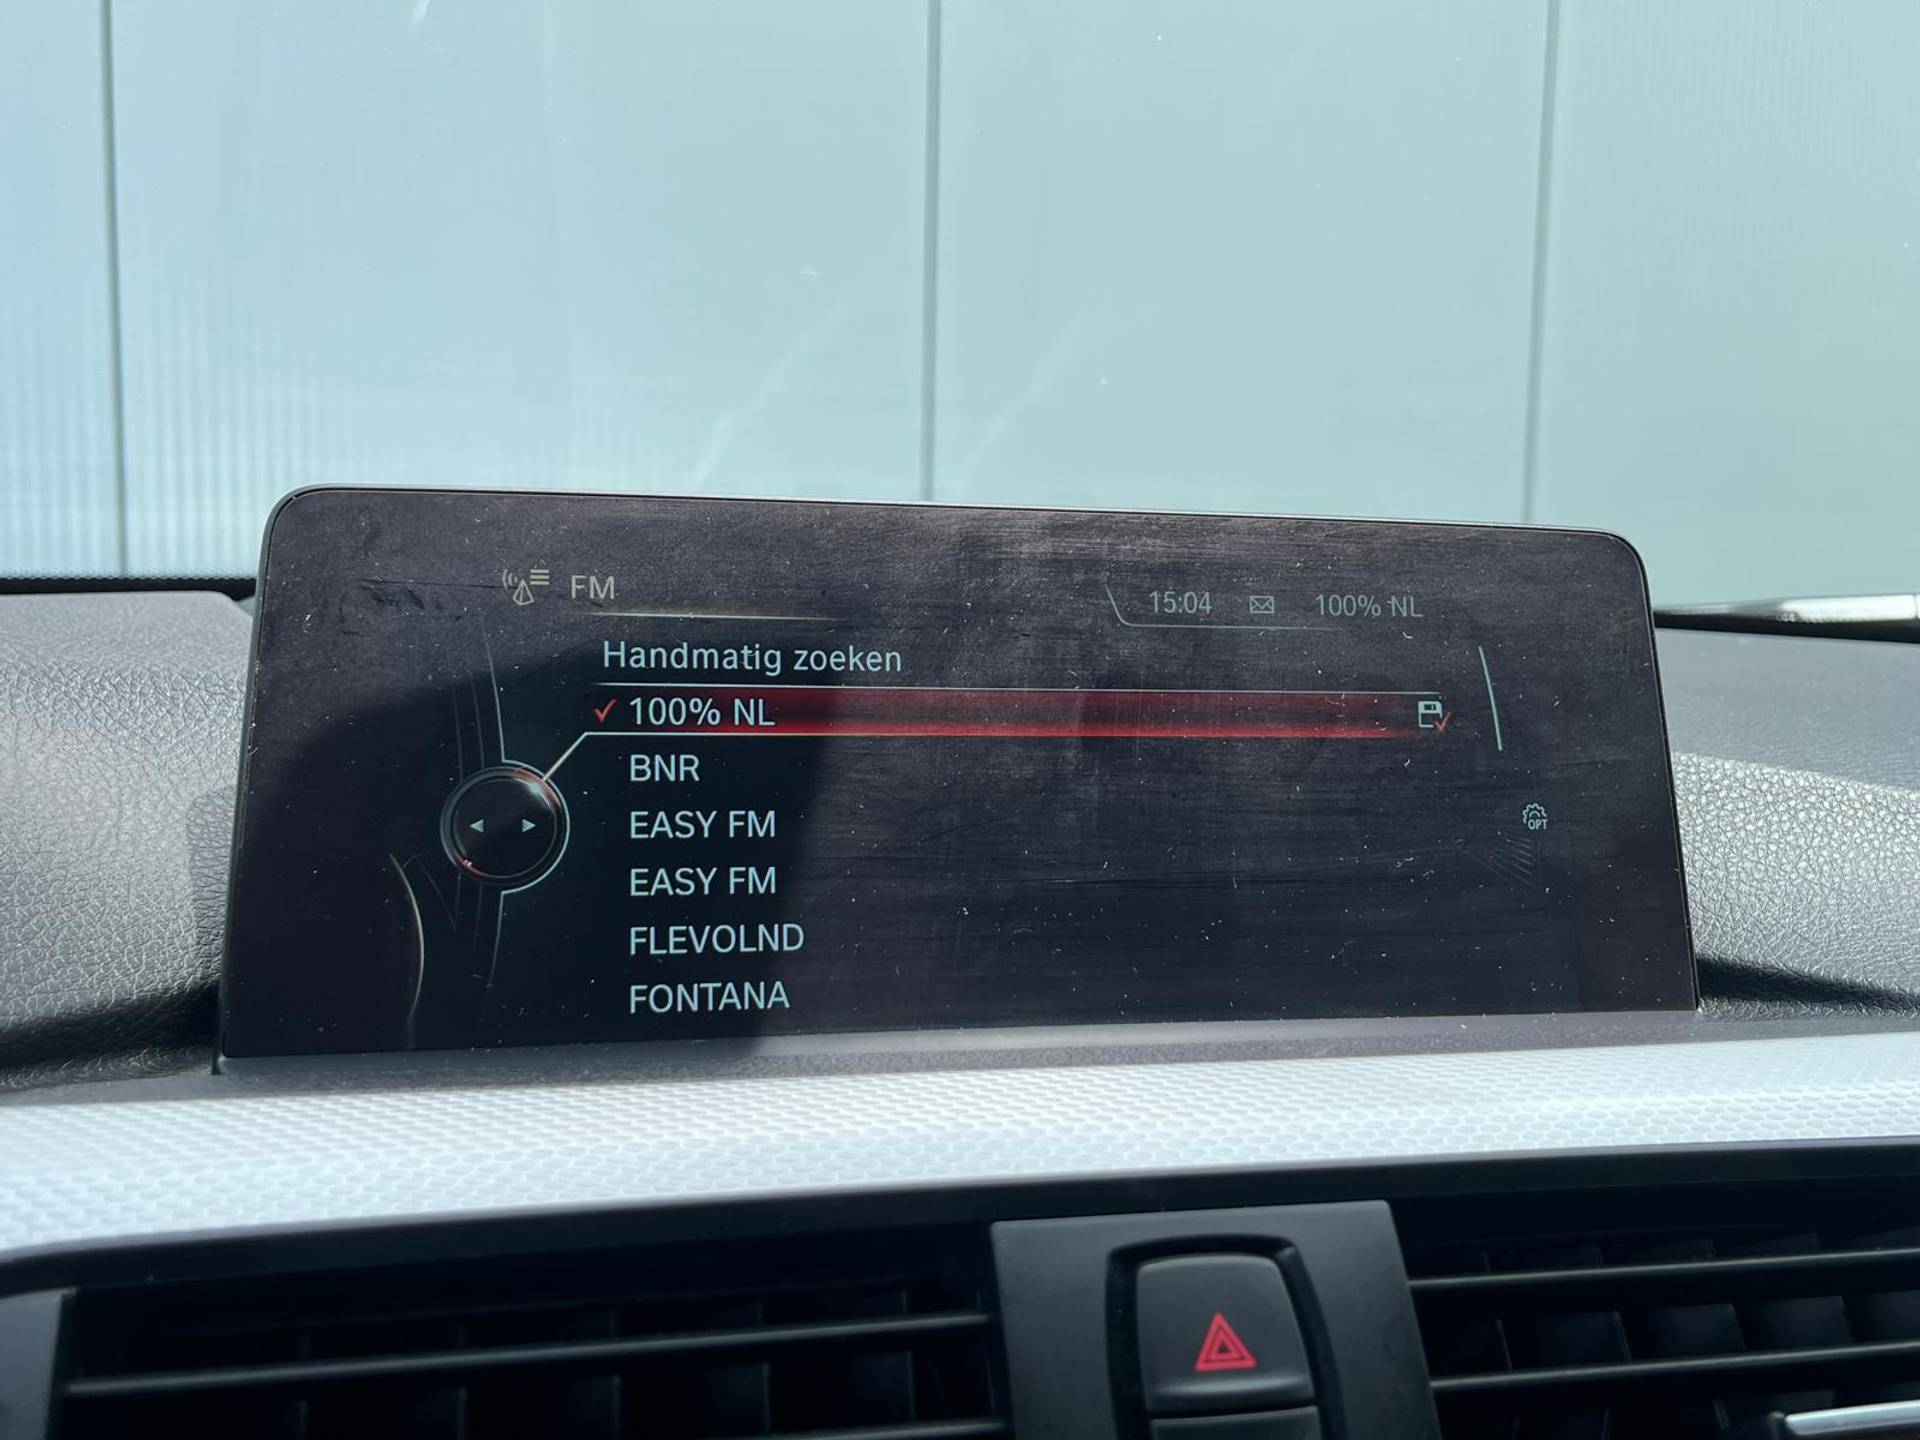 FM
15:04 100% NL
Handmatig zoeken
100% NL
BNR
EASY FM
OPT
EASY FM
FLEVOLND
FONTANA